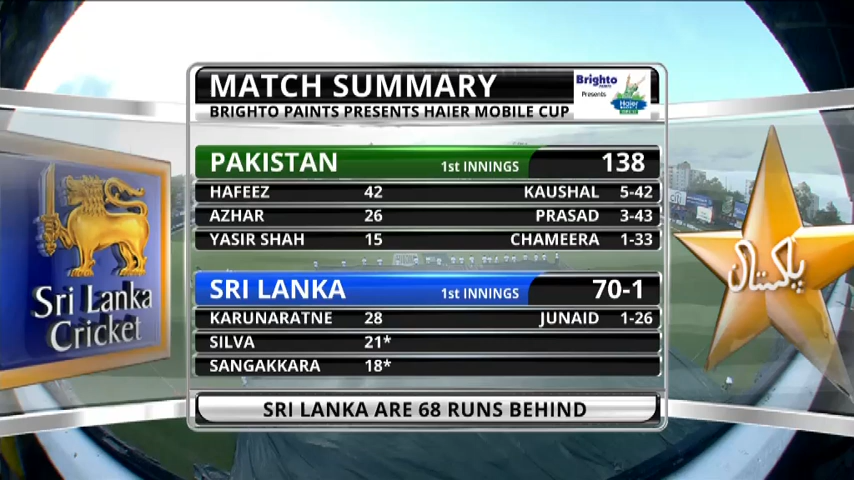 MATCH SUMMARY
Brighto
PAINTS
Presents
Haier
BRIGHTO PAINTS PRESENTS HAIER MOBILE CUP
PAKISTAN 1st INNINGS 138
HAFEEZ 42 KAUSHAL 5-42
AZHAR 26 PRASAD 3-43
YASIR SHAH 15 CHAMEERA 1-33
SRI LANKA 1st INNINGS 70-1
KARUNARATNE 28 JUNAID 1-26
SILVA 21*
SANGAKKARA 18*
SRI LANKA ARE 68 RUNS BEHIND
Sri Lanka
Cricket
پاکستان